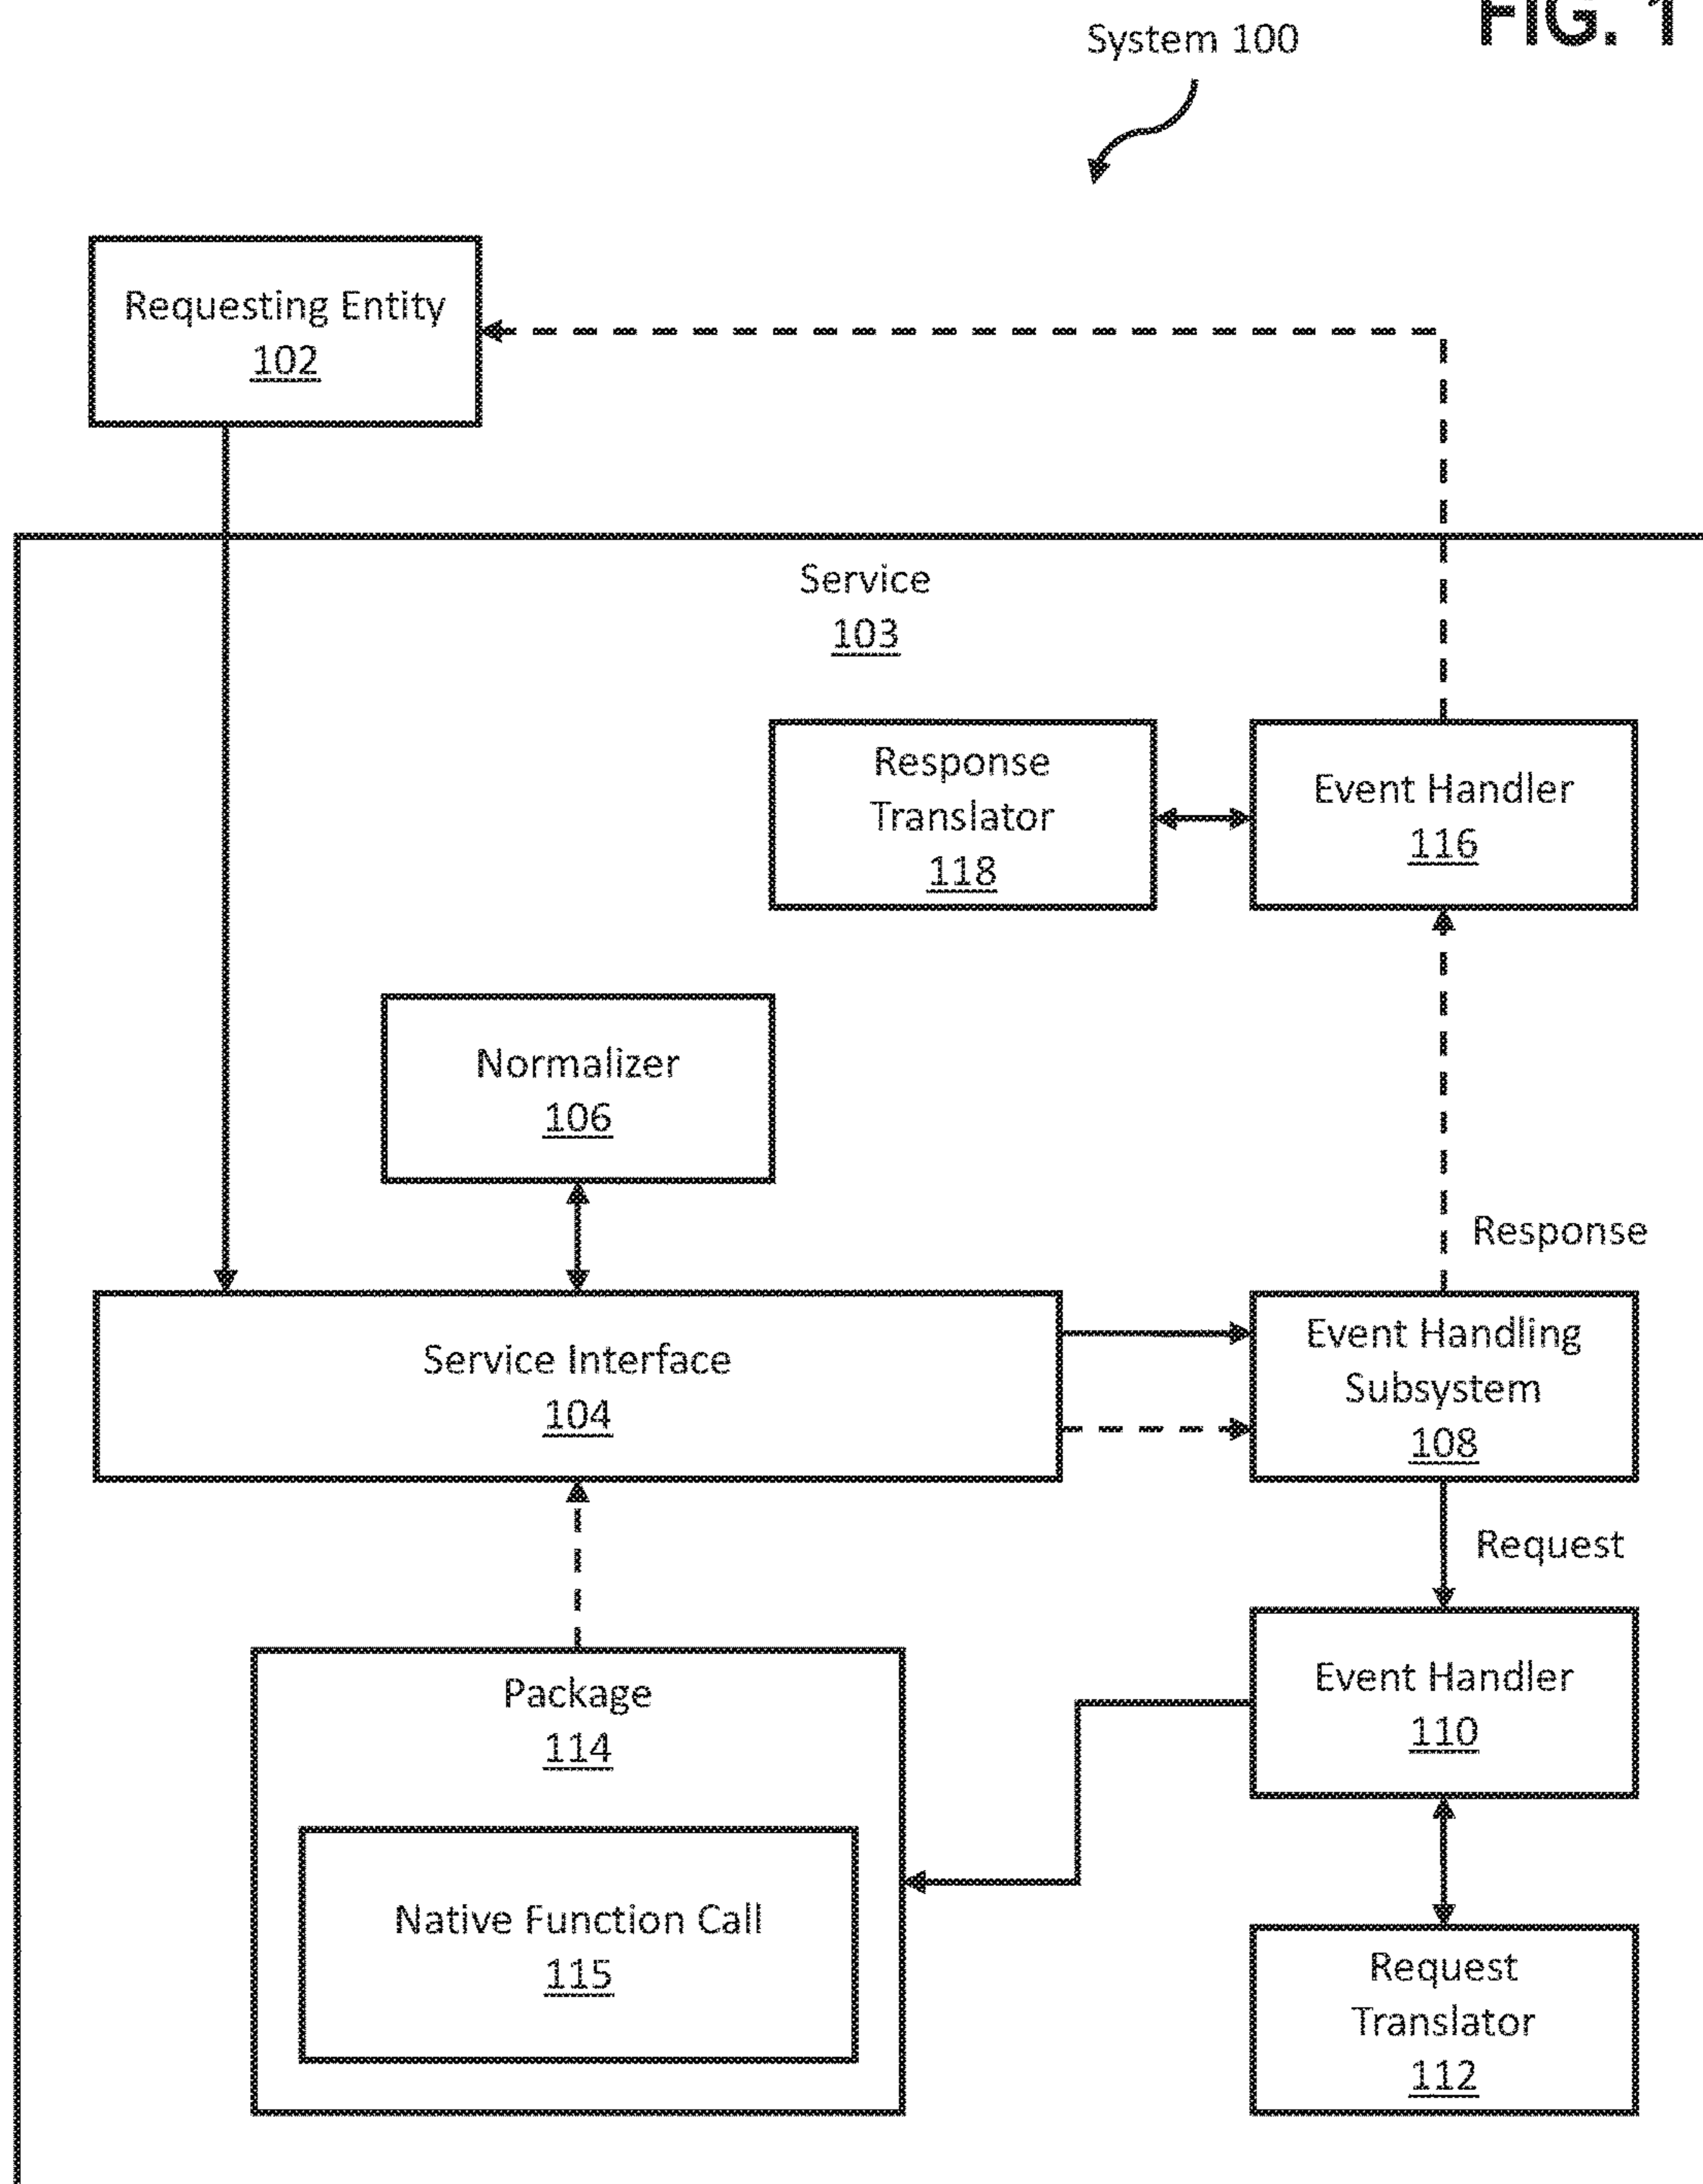 FIG. 1
System 100
Requesting Entity
102
Service
103
Response
Translator
118
Event Handler
116
Normalizer
106
Response
Service Interface
104
Event Handling
Subsystem
108
Request
Package
114
Event Handler
110
Native Function Call
115
Request
Translator
112